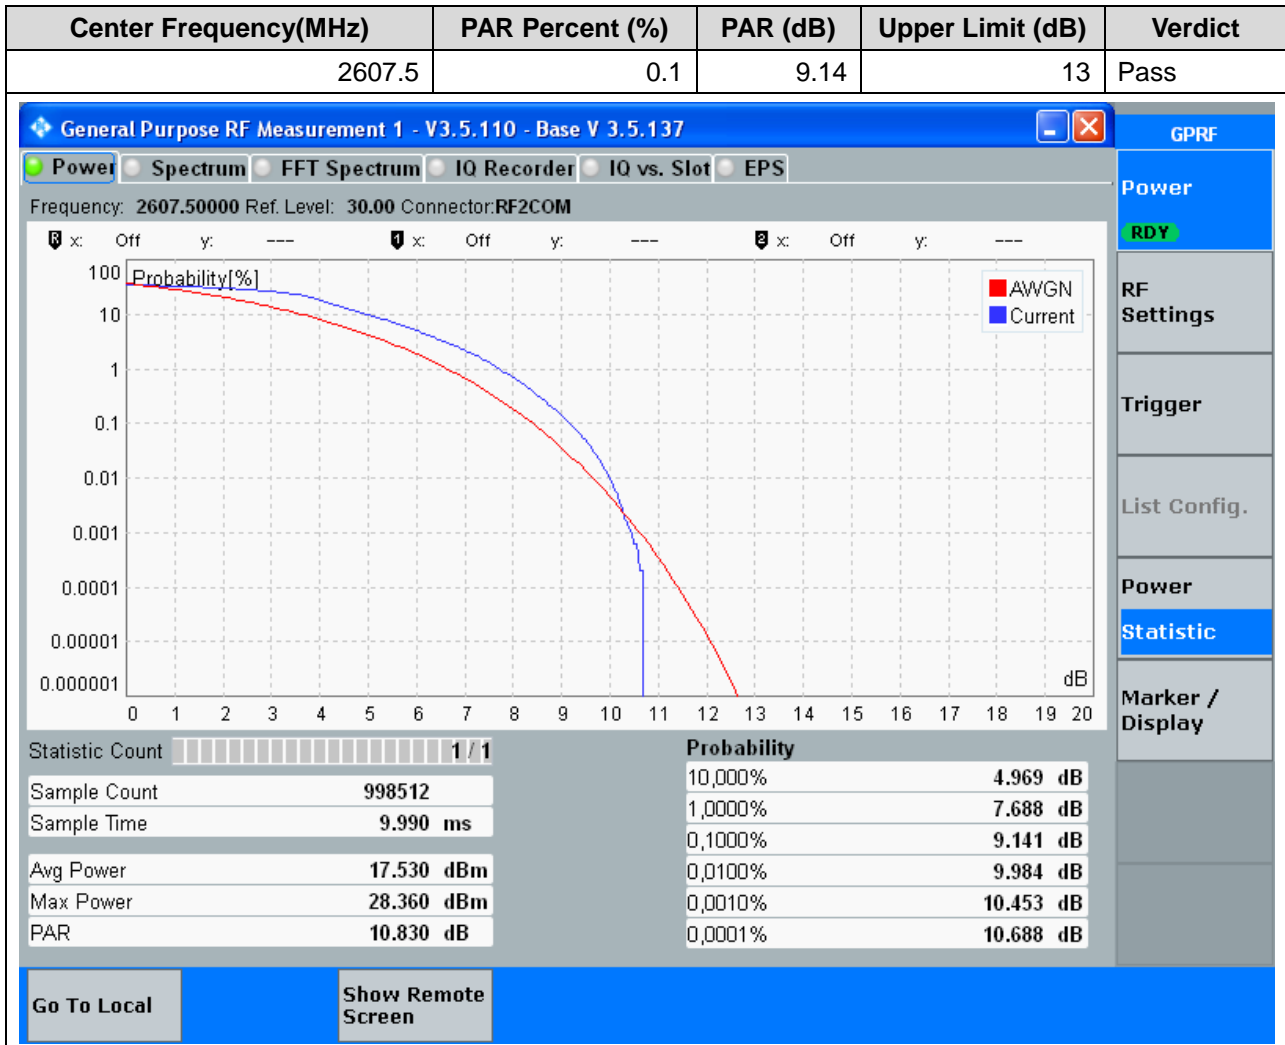 Center Frequency(MHz) PAR Percent (%) PAR (dB) Upper Limit (dB) Verdict
2607.5 0.1 9.14 13 Pass
General Purpose RF Measurement 1 - V3.5.110 - Base V 3.5.137
GPRF
Power Spectrum FFT Spectrum IQ Recorder IQ vs. Slot EPS
Frequency: 2607.50000 Ref. Level: 30.00 Connector:RF2COM
R x: Off y: --- 1 x: Off y: --- 2 x: Off y: ---
Probability[%]
AWGN
Current
100
10
1
0.1
0.01
0.001
0.0001
0.00001
0.000001
dB
0 1 2 3 4 5 6 7 8 9 10 11 12 13 14 15 16 17 18 19 20
Statistic Count 1 / 1
Sample Count 998512
Sample Time 9.990 ms
Avg Power 17.530 dBm
Max Power 28.360 dBm
PAR 10.830 dB
Probability
10,000% 4.969 dB
1,0000% 7.688 dB
0,1000% 9.141 dB
0,0100% 9.984 dB
0,0010% 10.453 dB
0,0001% 10.688 dB
Power
RDY
RF
Settings
Trigger
List Config.
Power
Statistic
Marker /
Display
Go To Local
Show Remote
Screen